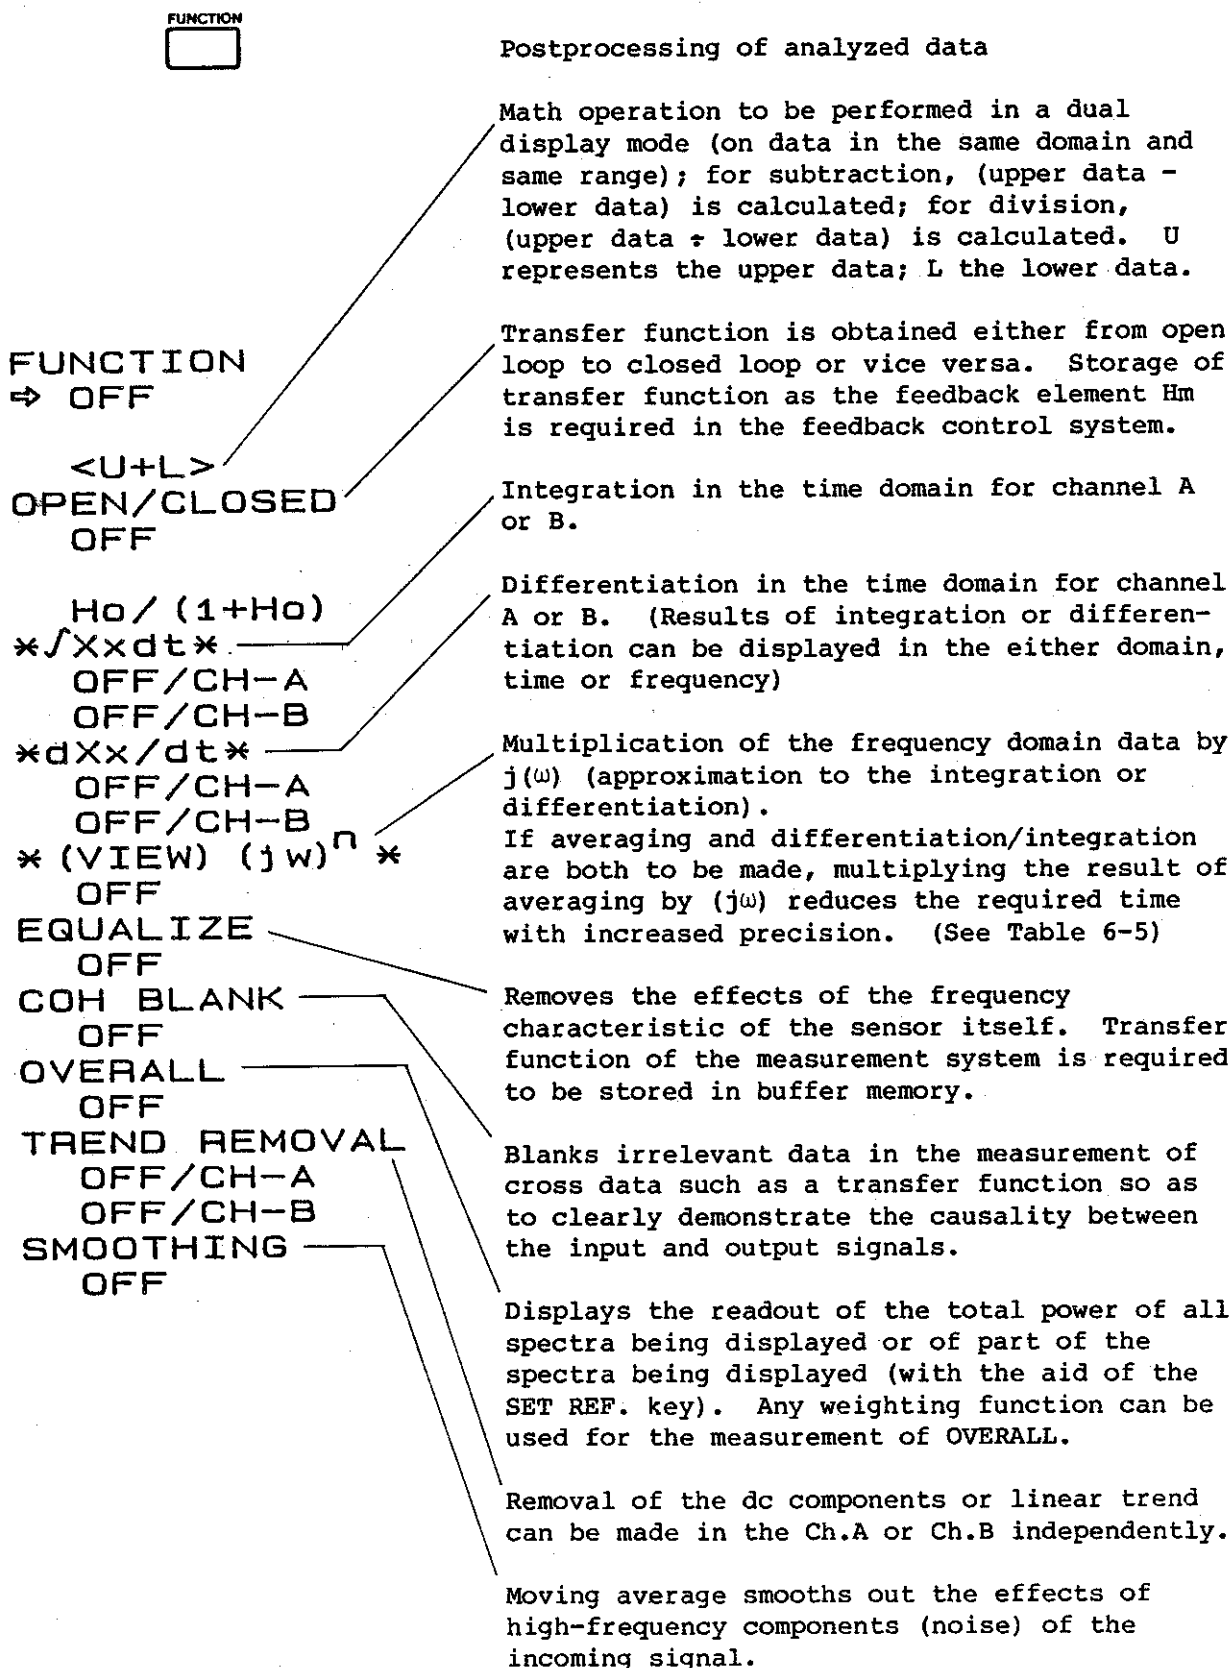 FUNCTION
Postprocessing of analyzed data
Math operation to be performed in a dual
display mode (on data in the same domain and
same range); for subtraction, (upper data -
lower data) is calculated; for division,
(upper data ÷ lower data) is calculated. U
represents the upper data; L the lower data.
Transfer function is obtained either from open
loop to closed loop or vice versa. Storage of
transfer function as the feedback element Hm
is required in the feedback control system.
Integration in the time domain for channel A
or B.
Differentiation in the time domain for channel
A or B. (Results of integration or differen-
tiation can be displayed in the either domain,
time or frequency)
Multiplication of the frequency domain data by
j(ω) (approximation to the integration or
differentiation).
If averaging and differentiation/integration
are both to be made, multiplying the result of
averaging by (jω) reduces the required time
with increased precision. (See Table 6-5)
Removes the effects of the frequency
characteristic of the sensor itself. Transfer
function of the measurement system is required
to be stored in buffer memory.
Blanks irrelevant data in the measurement of
cross data such as a transfer function so as
to clearly demonstrate the causality between
the input and output signals.
Displays the readout of the total power of all
spectra being displayed or of part of the
spectra being displayed (with the aid of the
SET REF. key). Any weighting function can be
used for the measurement of OVERALL.
Removal of the dc components or linear trend
can be made in the Ch.A or Ch.B independently.
Moving average smooths out the effects of
high-frequency components (noise) of the
incoming signal.
FUNCTION
⇨ OFF
<U+L>
OPEN/CLOSED
OFF
Ho/(1+Ho)
*∫Xxdt*
OFF/CH-A
OFF/CH-B
*dXx/dt*
OFF/CH-A
OFF/CH-B
*(VIEW) (jw)ⁿ *
OFF
EQUALIZE
OFF
COH BLANK
OFF
OVERALL
OFF
TREND REMOVAL
OFF/CH-A
OFF/CH-B
SMOOTHING
OFF